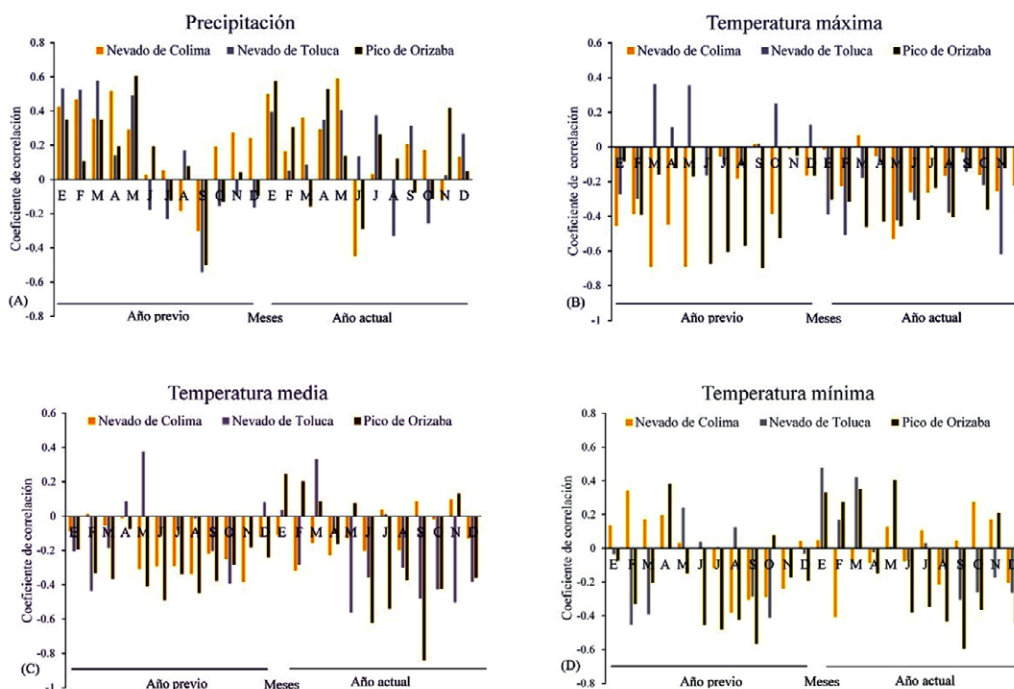 Precipitación
Nevado de Colima Nevado de Toluca Pico de Orizaba
Coeficiente de correlación
0.8
0.6
0.4
0.2
0
-0.2
-0.4
-0.6
-0.8
E F M A M J J A S O N D E F M A M J J A S O N D
(A)
Año previo Meses Año actual
Temperatura máxima
Nevado de Colima Nevado de Toluca Pico de Orizaba
Coeficiente de correlación
0.6
0.4
0.2
0
-0.2
-0.4
-0.6
-0.8
-1
E F M A M J J A S O N D E F M A M J J A S O N D
(B)
Año previo Meses Año actual
Temperatura media
Nevado de Colima Nevado de Toluca Pico de Orizaba
Coeficiente de correlación
0.6
0.4
0.2
0
-0.2
-0.4
-0.6
-0.8
-1
E F M A M J J A S O N D E F M A M J J A S O N D
(C)
Año previo Meses Año actual
Temperatura mínima
Nevado de Colima Nevado de Toluca Pico de Orizaba
Coeficiente de correlación
0.8
0.6
0.4
0.2
0
-0.2
-0.4
-0.6
-0.8
E F M A M J J A S O N D E F M A M J J A S O N D
(D)
Año previo Meses Año actual